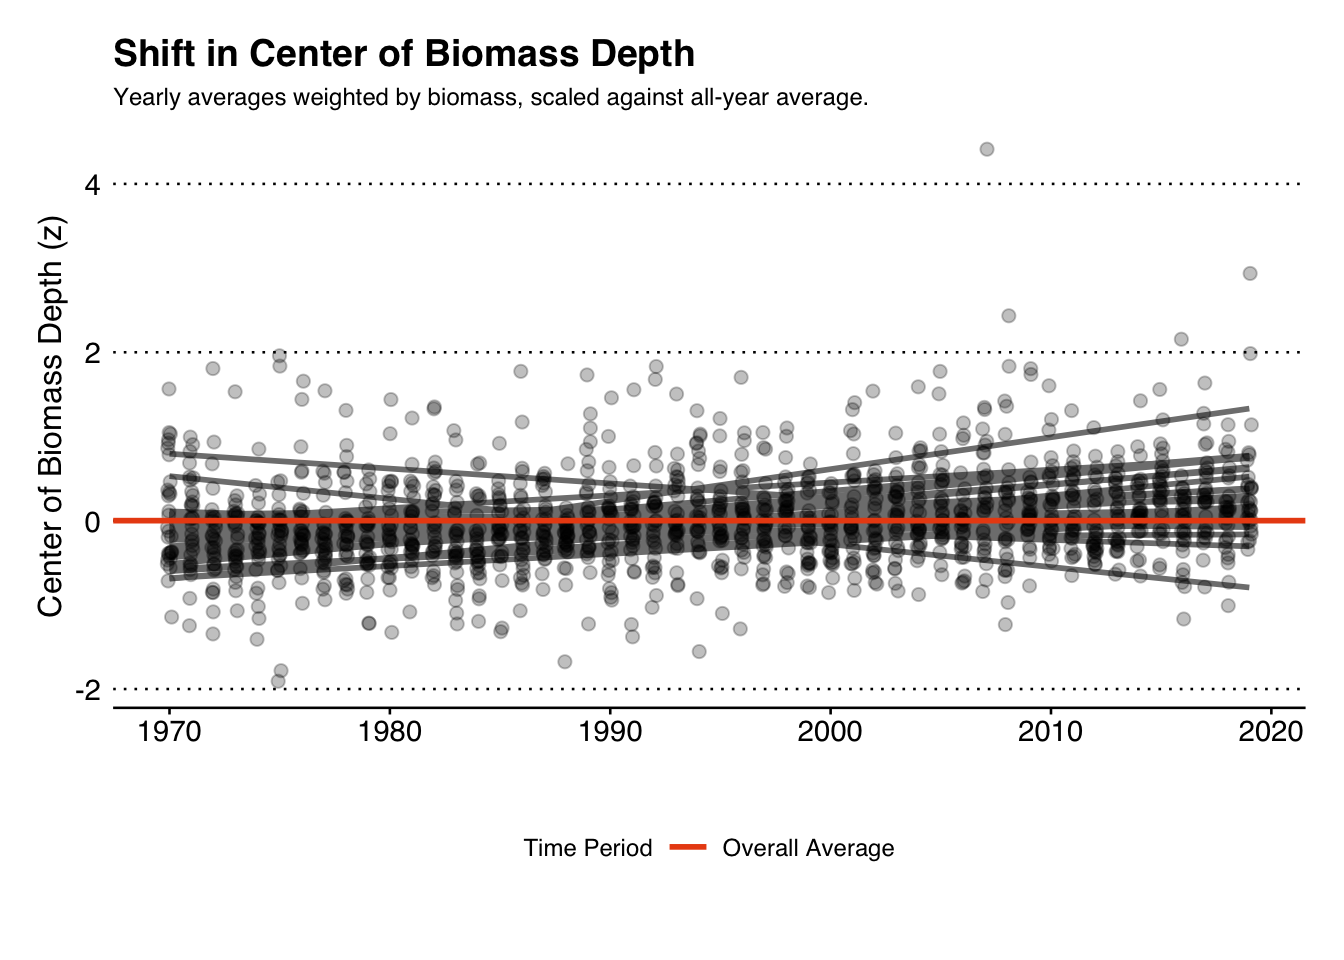 Shift in Center of Biomass Depth
Yearly averages weighted by biomass, scaled against all-year average.
Center of Biomass Depth (z)
4
2
0
-2
1970 1980 1990 2000 2010 2020
Time Period Overall Average